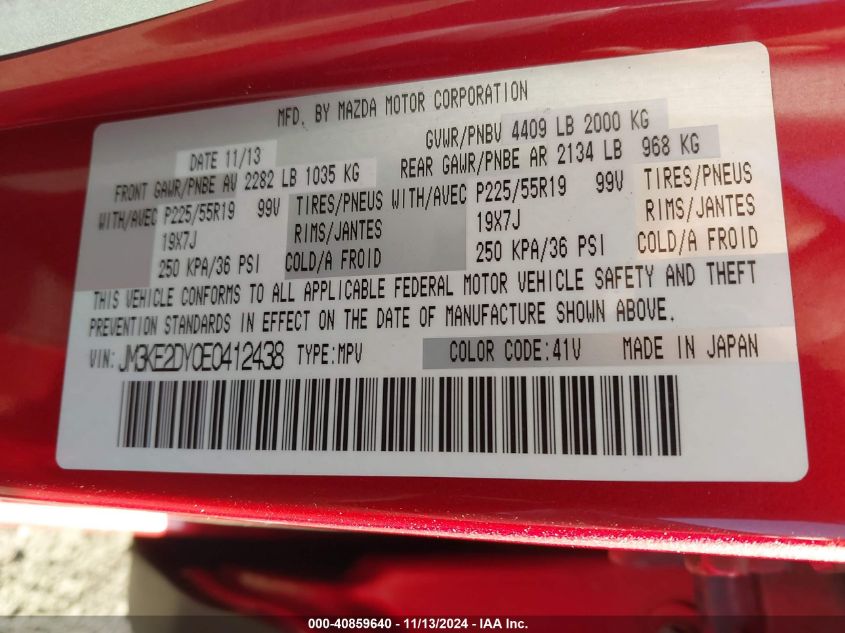 MFD. BY MAZDA MOTOR CORPORATION
DATE 11/13 GVWR/PNBV 4409 LB 2000 KG
FRONT GAWR/PNBE AV 2282 LB 1035 KG REAR GAWR/PNBE AR 2134 LB 968 KG
WITH/AVEC P225/55R19 99V TIRES/PNEUS WITH/AVEC P225/55R19 99V TIRES/PNEUS
19X7J RIMS/JANTES 19X7J RIMS/JANTES
250 KPA/36 PSI COLD/A FROID 250 KPA/36 PSI COLD/A FROID
THIS VEHICLE CONFORMS TO ALL APPLICABLE FEDERAL MOTOR VEHICLE SAFETY AND THEFT
PREVENTION STANDARDS IN EFFECT ON THE DATE OF MANUFACTURE SHOWN ABOVE.
VIN: JM3KE2DY0E0412438 TYPE:MPV COLOR CODE:41V MADE IN JAPAN
000-40859640 - 11/13/2024 - IAA Inc.